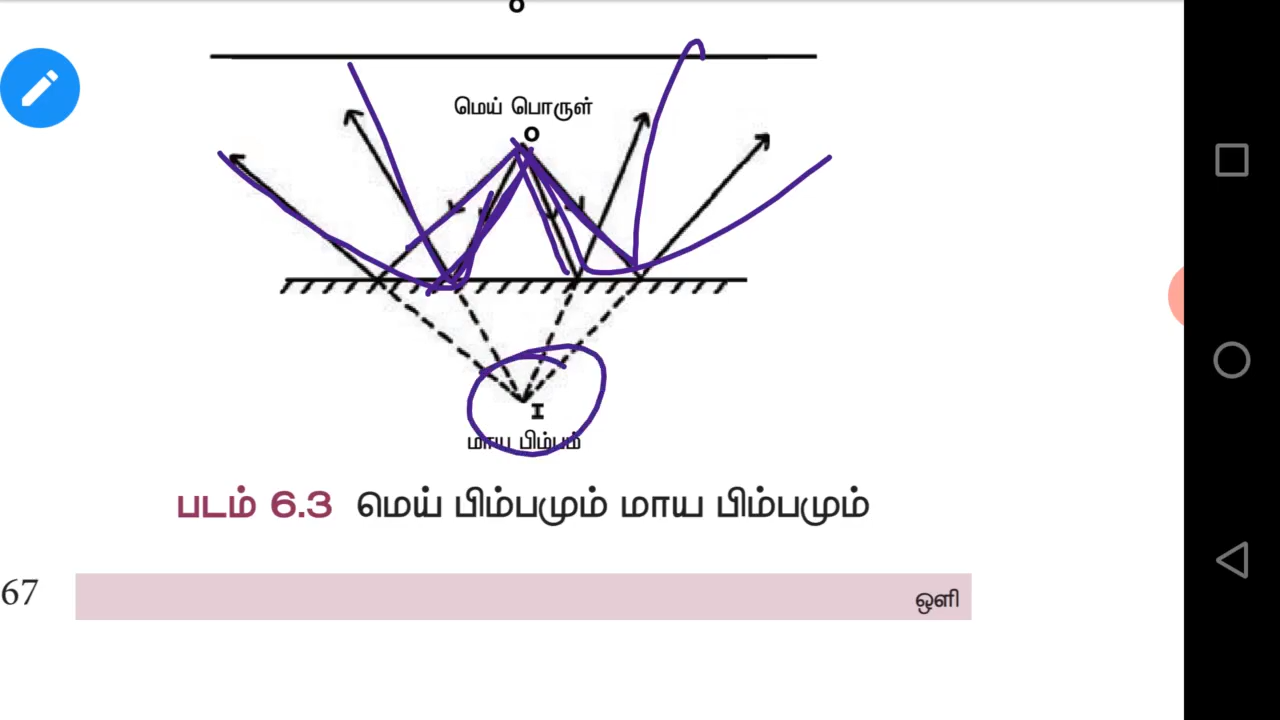 o
மெய் பொருள்
O
I
மாய பிம்பம்
படம் 6.3 மெய் பிம்பமும் மாய பிம்பமும்
67
ஒளி